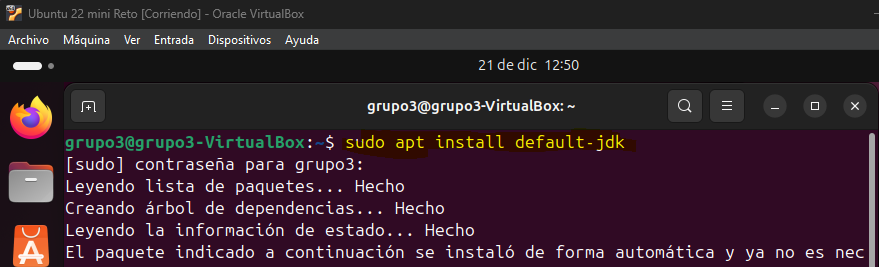 Ubuntu 22 mini Reto [Corriendo] - Oracle VirtualBox
Archivo Máquina Ver Entrada Dispositivos Ayuda
21 de dic 12:50
grupo3@grupo3-VirtualBox: ~
grupo3@grupo3-VirtualBox:~$ sudo apt install default-jdk
[sudo] contraseña para grupo3:
Leyendo lista de paquetes... Hecho
Creando árbol de dependencias... Hecho
Leyendo la información de estado... Hecho
El paquete indicado a continuación se instaló de forma automática y ya no es nec